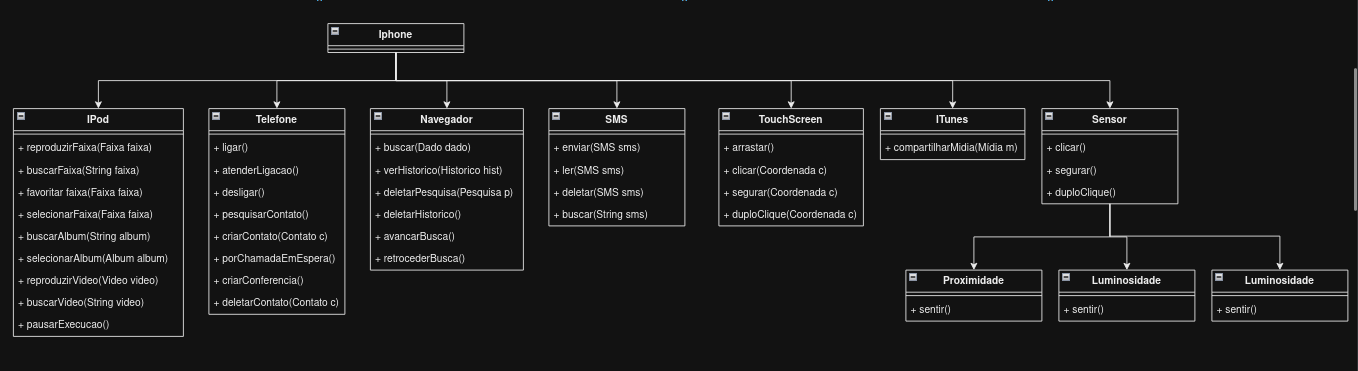 Iphone
IPod
+ reproduzirFaixa(Faixa faixa)
+ buscarFaixa(String faixa)
+ favoritar faixa(Faixa faixa)
+ selecionarFaixa(Faixa faixa)
+ buscarAlbum(String album)
+ selecionarAlbum(Album album)
+ reproduzirVideo(Video video)
+ buscarVideo(String video)
+ pausarExecucao()
Telefone
+ ligar()
+ atenderLigacao()
+ desligar()
+ pesquisarContato()
+ criarContato(Contato c)
+ porChamadaEmEspera()
+ criarConferencia()
+ deletarContato(Contato c)
Navegador
+ buscar(Dado dado)
+ verHistorico(Historico hist)
+ deletarPesquisa(Pesquisa p)
+ deletarHistorico()
+ avancarBusca()
+ retrocederBusca()
SMS
+ enviar(SMS sms)
+ ler(SMS sms)
+ deletar(SMS sms)
+ buscar(String sms)
TouchScreen
+ arrastar()
+ clicar(Coordenada c)
+ segurar(Coordenada c)
+ duploClique(Coordenada c)
ITunes
+ compartilharMidia(Mídia m)
Sensor
+ clicar()
+ segurar()
+ duploClique()
Proximidade
+ sentir()
Luminosidade
+ sentir()
Luminosidade
+ sentir()